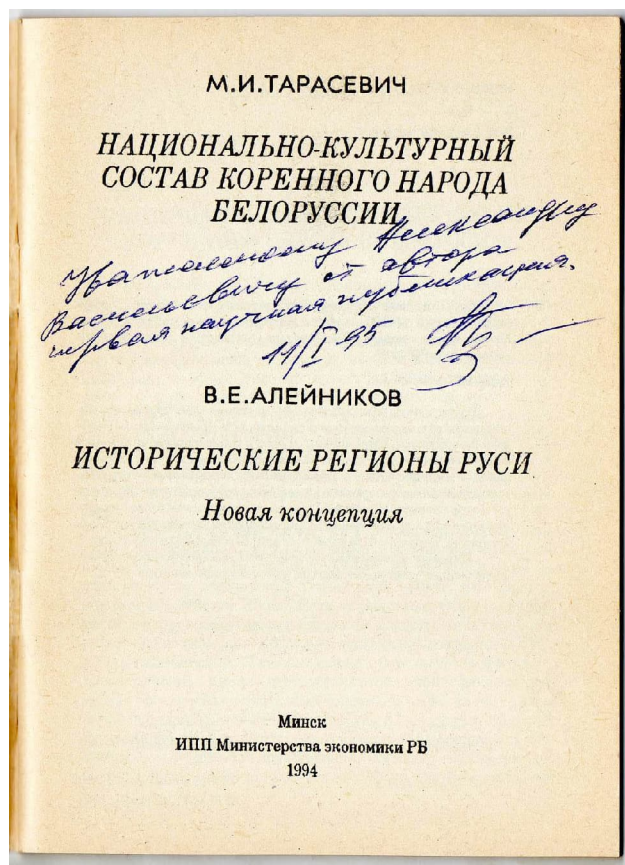 М.И.ТАРАСЕВИЧ
НАЦИОНАЛЬНО-КУЛЬТУРНЫЙ
СОСТАВ КОРЕННОГО НАРОДА
БЕЛОРУССИИ
Александру
Васильевичу от автора
первая научная публикация.
11/I 95
В.Е.АЛЕЙНИКОВ
ИСТОРИЧЕСКИЕ РЕГИОНЫ РУСИ
Новая концепция
Минск
ИПП Министерства экономики РБ
1994